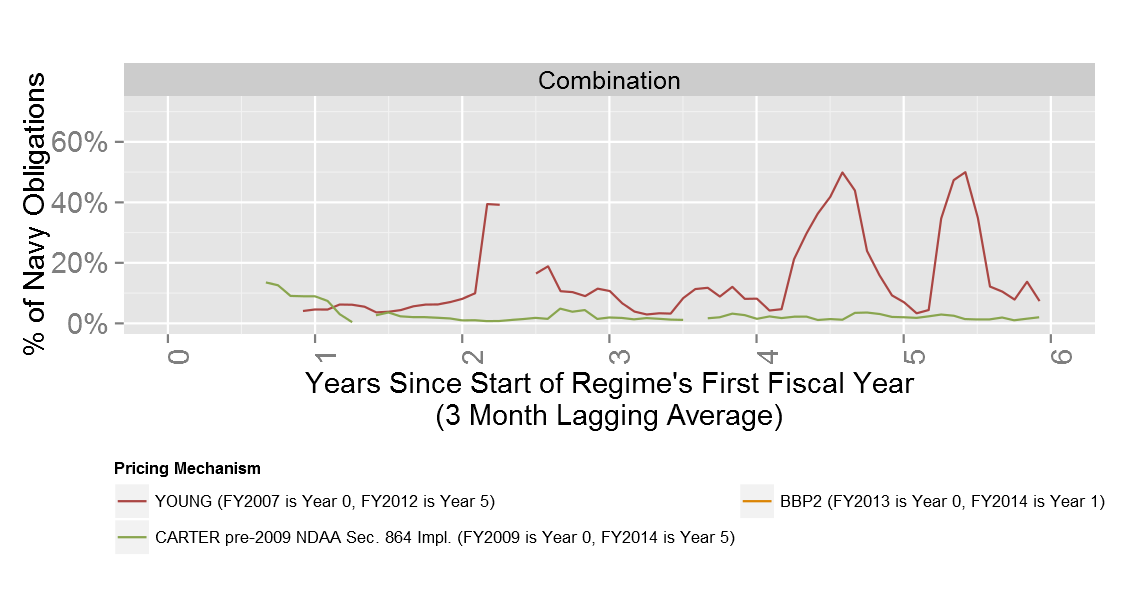 Combination
% of Navy Obligations
60%
40%
20%
0%
0
1
2
3
4
5
6
Years Since Start of Regime's First Fiscal Year
(3 Month Lagging Average)
Pricing Mechanism
YOUNG (FY2007 is Year 0, FY2012 is Year 5)
BBP2 (FY2013 is Year 0, FY2014 is Year 1)
CARTER pre-2009 NDAA Sec. 864 Impl. (FY2009 is Year 0, FY2014 is Year 5)